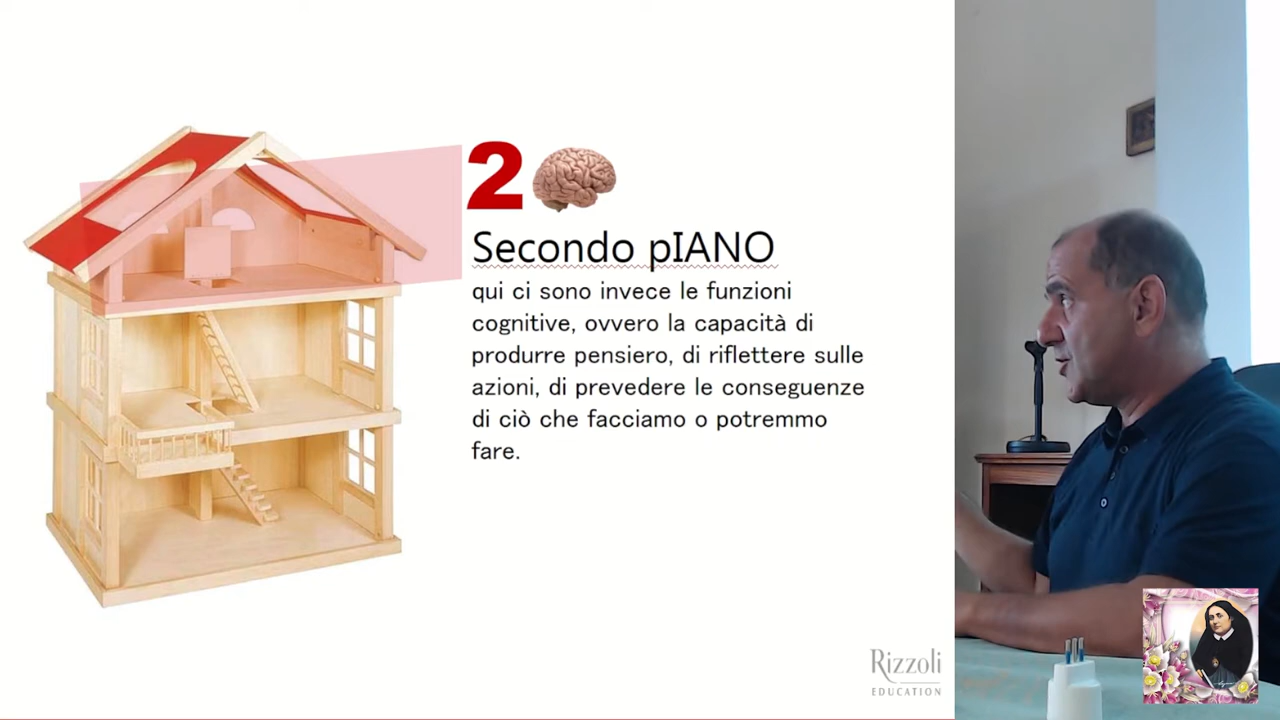 2
Secondo pIANO
qui ci sono invece le funzioni
cognitive, ovvero la capacità di
produrre pensiero, di riflettere sulle
azioni, di prevedere le conseguenze
di ciò che facciamo o potremmo
fare.
Rizzoli
EDUCATION